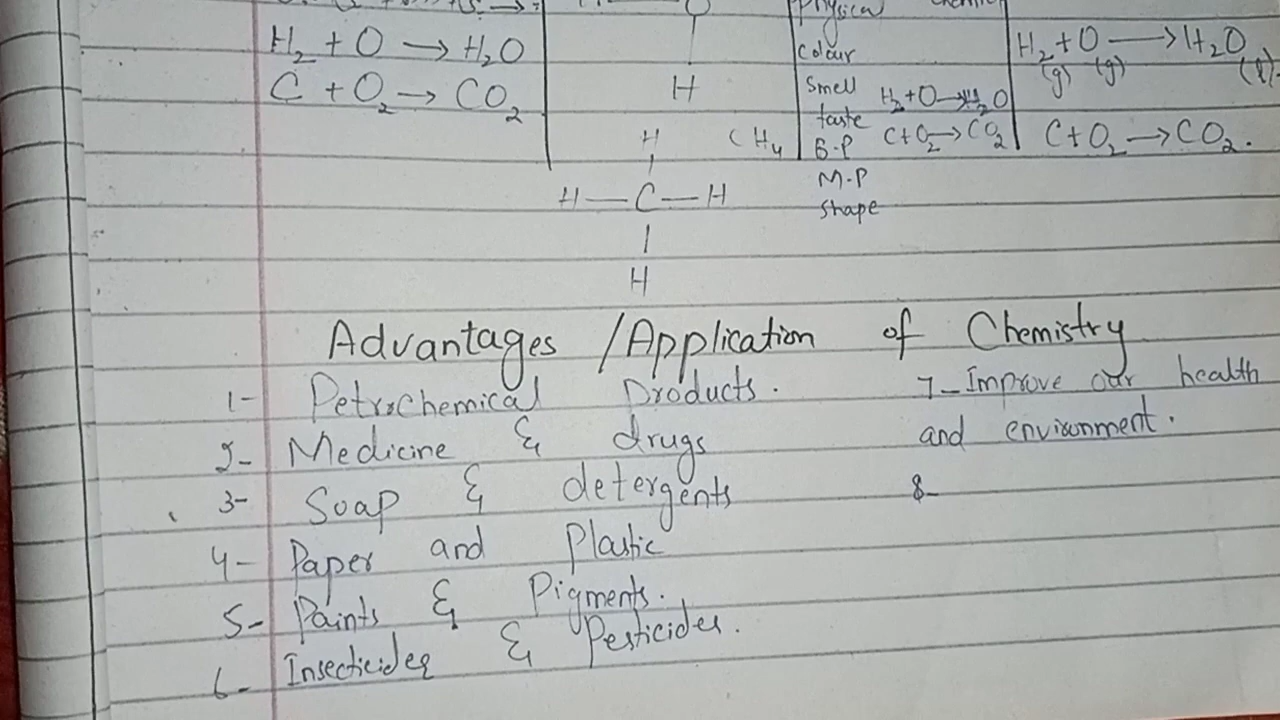 Physical
H₂ + O → H₂O
C + O₂ → CO₂
O
H
CH₄
H
H — C — H
H
Colour
Smell
taste
B.P
M.P
Shape
H₂+O→H₂O
C+O₂→CO₂
H₂+O → H₂O
(g) (g) (l)
C+O₂ → CO₂.
Advantages / Application of Chemistry
1- Petrochemical Products.
2- Medicine & drugs
3- Soap & detergents
4- Paper and Plastic
5- Paints & Pigments.
6- Insecticides & Pesticides.
7- Improve our health
and environment.
8-